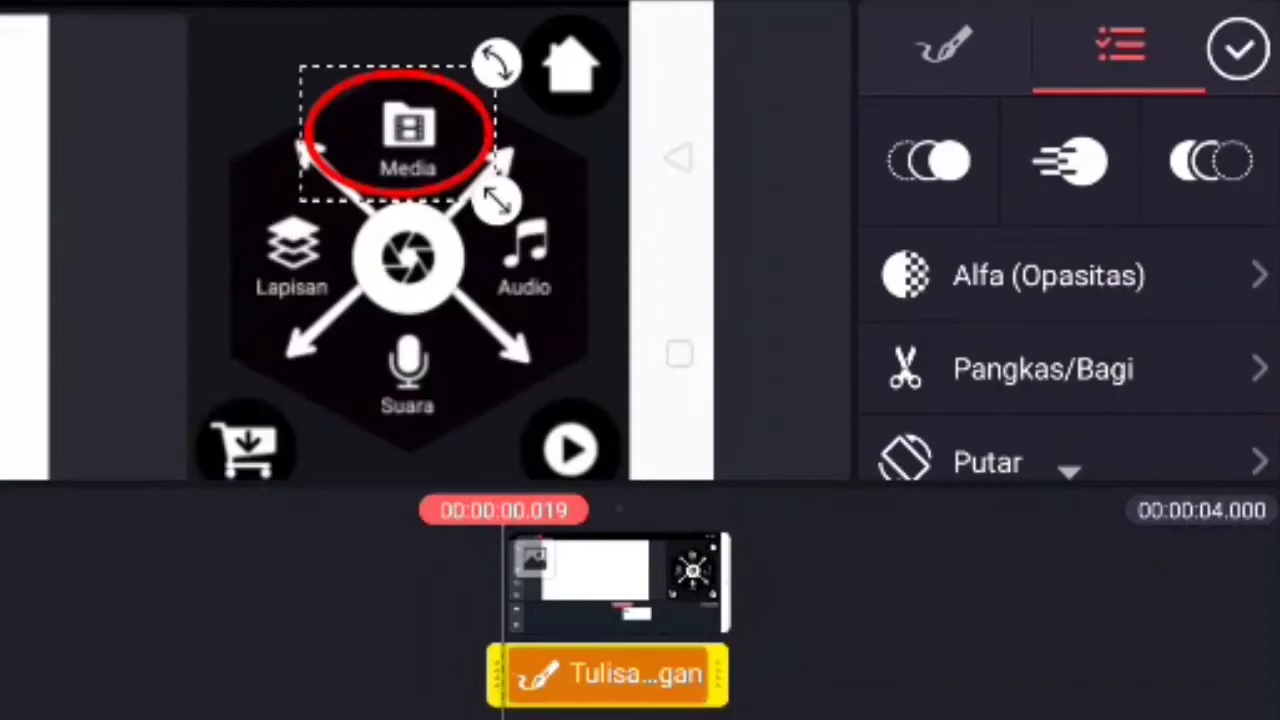 Media
Lapisan
Audio
Suara
Alfa (Opasitas)
Pangkas/Bagi
Putar
00:00:00.019
00:00:04.000
Tulisa...gan